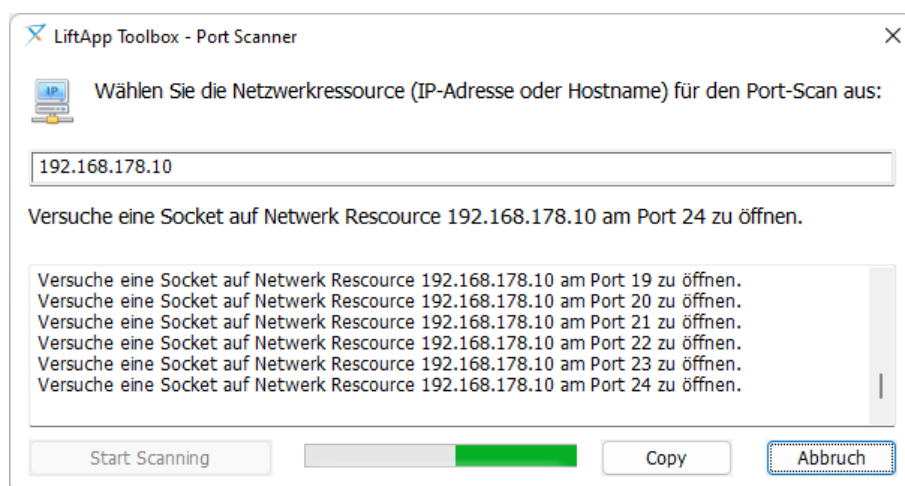 LiftApp Toolbox - Port Scanner
IP
Wählen Sie die Netzwerkressource (IP-Adresse oder Hostname) für den Port-Scan aus:
192.168.178.10
Versuche eine Socket auf Netwerk Rescource 192.168.178.10 am Port 24 zu öffnen.
Versuche eine Socket auf Netwerk Rescource 192.168.178.10 am Port 19 zu öffnen.
Versuche eine Socket auf Netwerk Rescource 192.168.178.10 am Port 20 zu öffnen.
Versuche eine Socket auf Netwerk Rescource 192.168.178.10 am Port 21 zu öffnen.
Versuche eine Socket auf Netwerk Rescource 192.168.178.10 am Port 22 zu öffnen.
Versuche eine Socket auf Netwerk Rescource 192.168.178.10 am Port 23 zu öffnen.
Versuche eine Socket auf Netwerk Rescource 192.168.178.10 am Port 24 zu öffnen.
Start Scanning
Copy
Abbruch